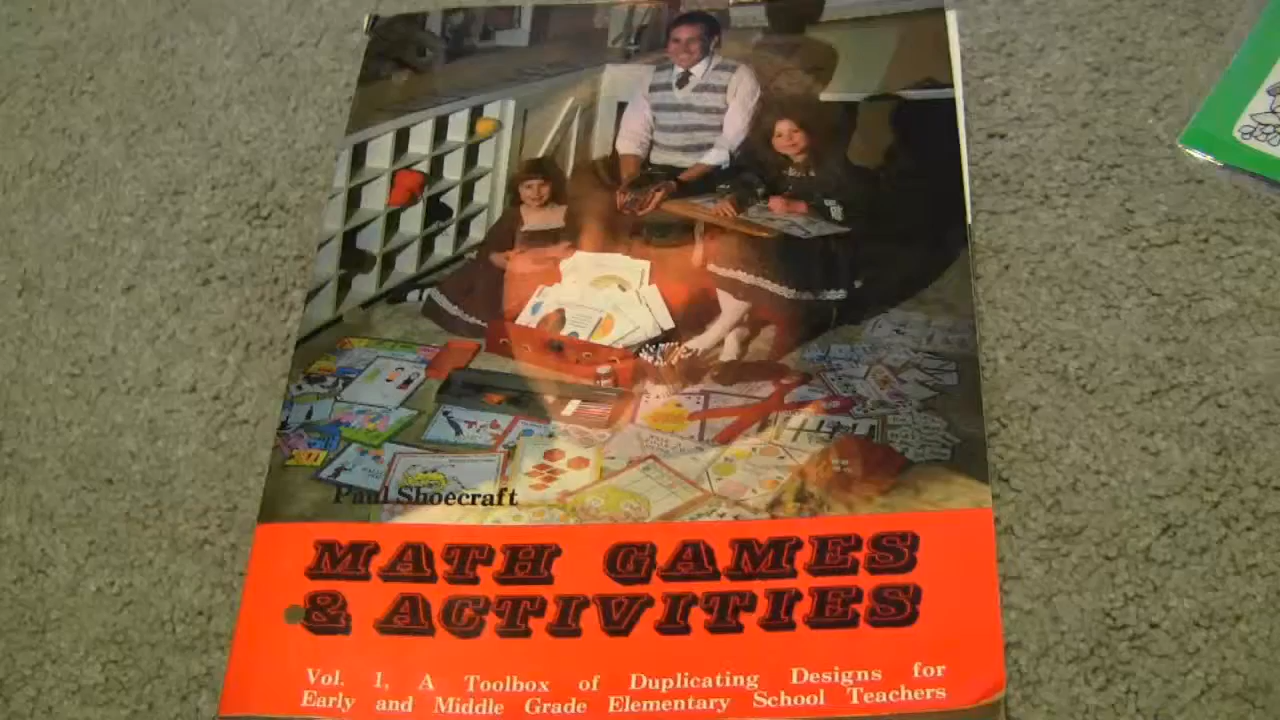 Paul Shoecraft
MATH GAMES
& ACTIVITIES
Vol. 1, A Toolbox of Duplicating Designs for
Early and Middle Grade Elementary School Teachers